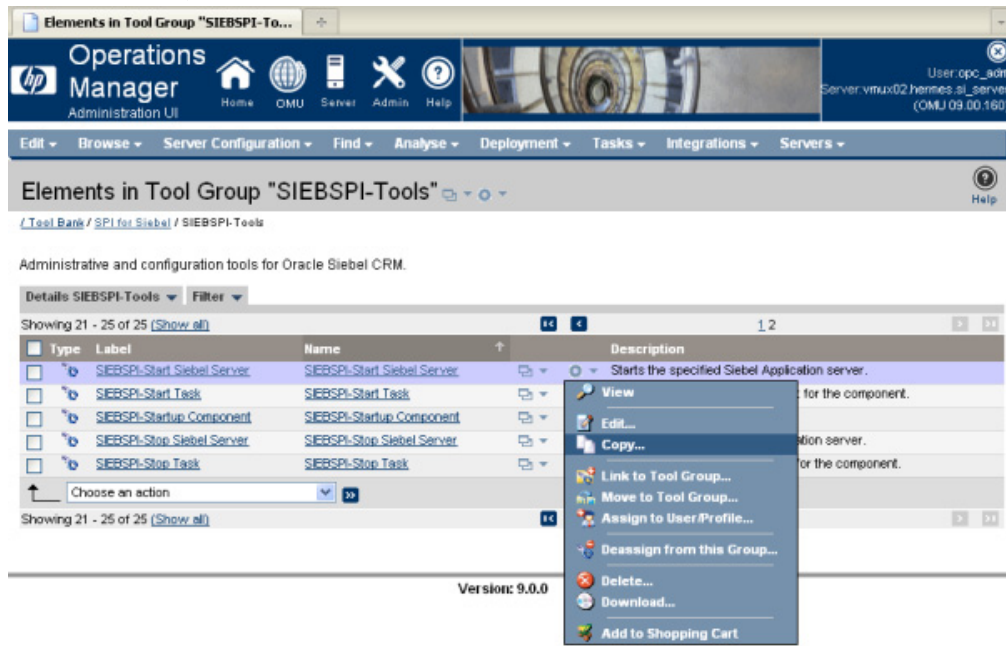 Elements in Tool Group "SIEBSPI-To...
hp
Operations
Manager
Administration UI
Home OMU Server Admin Help
User:opc_adm
Server:vmux02.hermes.si_server
(OMU 09.00.160
Edit Browse Server Configuration Find Analyse Deployment Tasks Integrations Servers
Elements in Tool Group "SIEBSPI-Tools"
Help
/ Tool Bank / SPI for Siebel / SIEBSPI-Tools
Administrative and configuration tools for Oracle Siebel CRM.
Details SIEBSPI-Tools Filter
Showing 21 - 25 of 25 (Show all) 1 2
Type Label Name Description
SIEBSPI-Start Siebel Server SIEBSPI-Start Siebel Server Starts the specified Siebel Application server.
SIEBSPI-Start Task SIEBSPI-Start Task for the component.
SIEBSPI-Startup Component SIEBSPI-Startup Component
SIEBSPI-Stop Siebel Server SIEBSPI-Stop Siebel Server ation server.
SIEBSPI-Stop Task SIEBSPI-Stop Task for the component.
Choose an action
Showing 21 - 25 of 25 (Show all)
View
Edit...
Copy...
Link to Tool Group...
Move to Tool Group...
Assign to User/Profile...
Deassign from this Group...
Delete...
Download...
Add to Shopping Cart
Version: 9.0.0